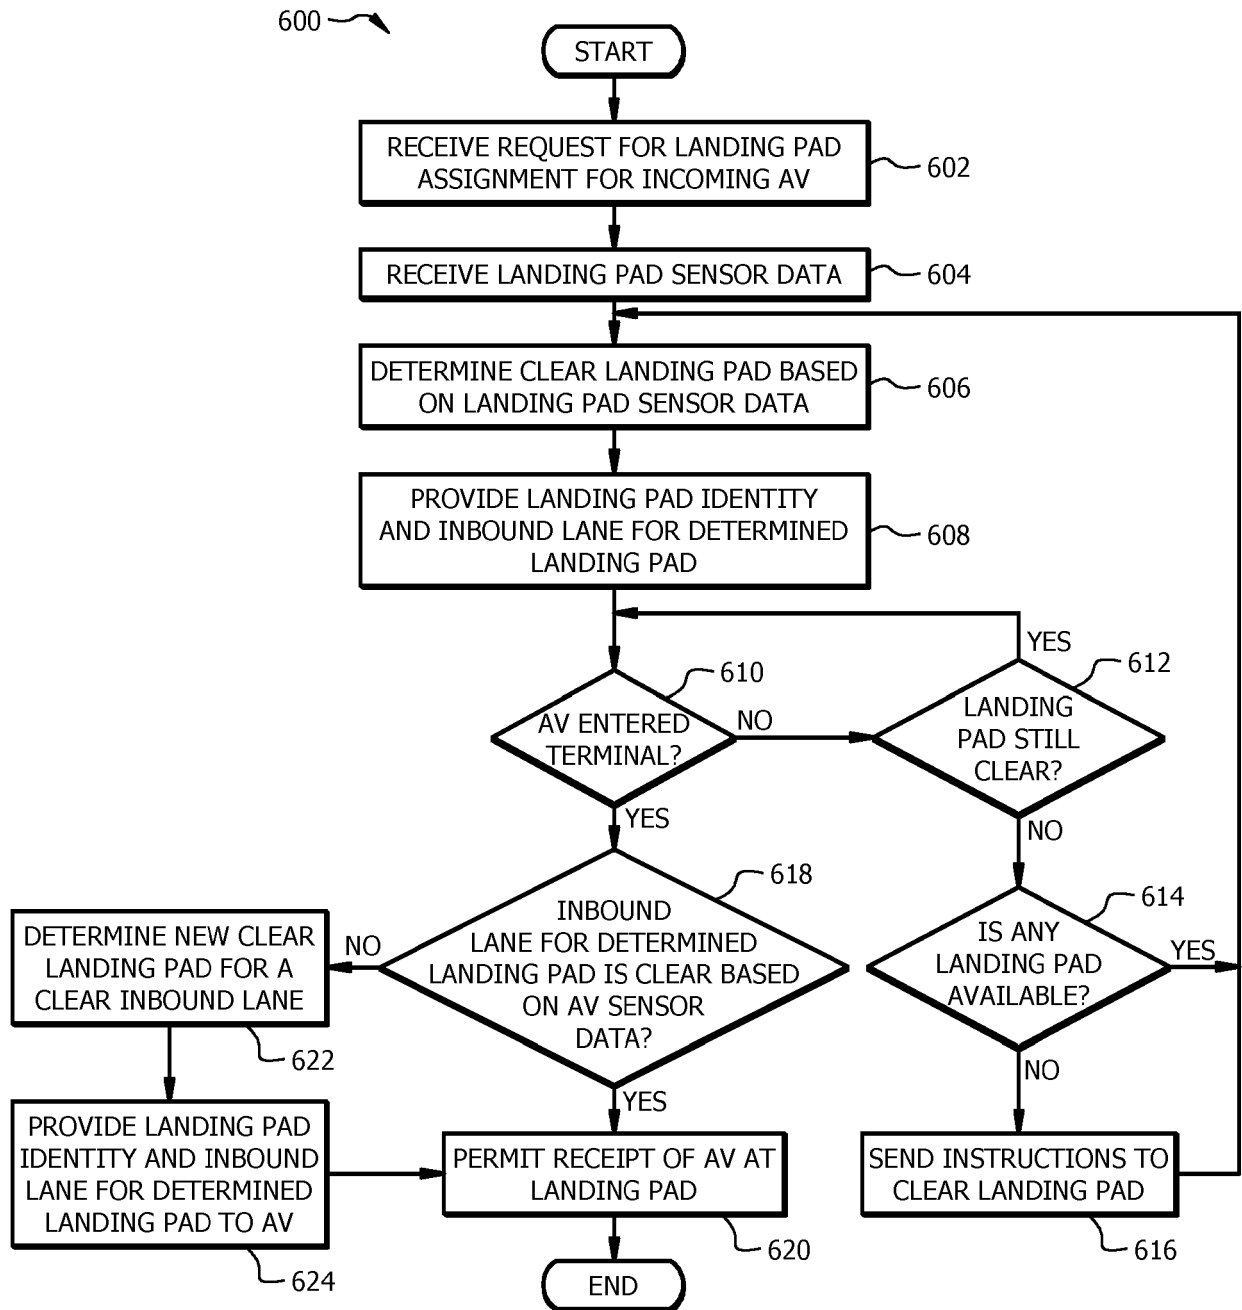 600
START
RECEIVE REQUEST FOR LANDING PAD
ASSIGNMENT FOR INCOMING AV
602
RECEIVE LANDING PAD SENSOR DATA
604
DETERMINE CLEAR LANDING PAD BASED
ON LANDING PAD SENSOR DATA
606
PROVIDE LANDING PAD IDENTITY
AND INBOUND LANE FOR DETERMINED
LANDING PAD
608
AV ENTERED
TERMINAL?
610
NO
YES
LANDING
PAD STILL
CLEAR?
612
YES
NO
IS ANY
LANDING PAD
AVAILABLE?
614
YES
NO
SEND INSTRUCTIONS TO
CLEAR LANDING PAD
616
INBOUND
LANE FOR DETERMINED
LANDING PAD IS CLEAR BASED
ON AV SENSOR
DATA?
618
NO
YES
DETERMINE NEW CLEAR
LANDING PAD FOR A
CLEAR INBOUND LANE
622
PROVIDE LANDING PAD
IDENTITY AND INBOUND
LANE FOR DETERMINED
LANDING PAD TO AV
624
PERMIT RECEIPT OF AV AT
LANDING PAD
620
END